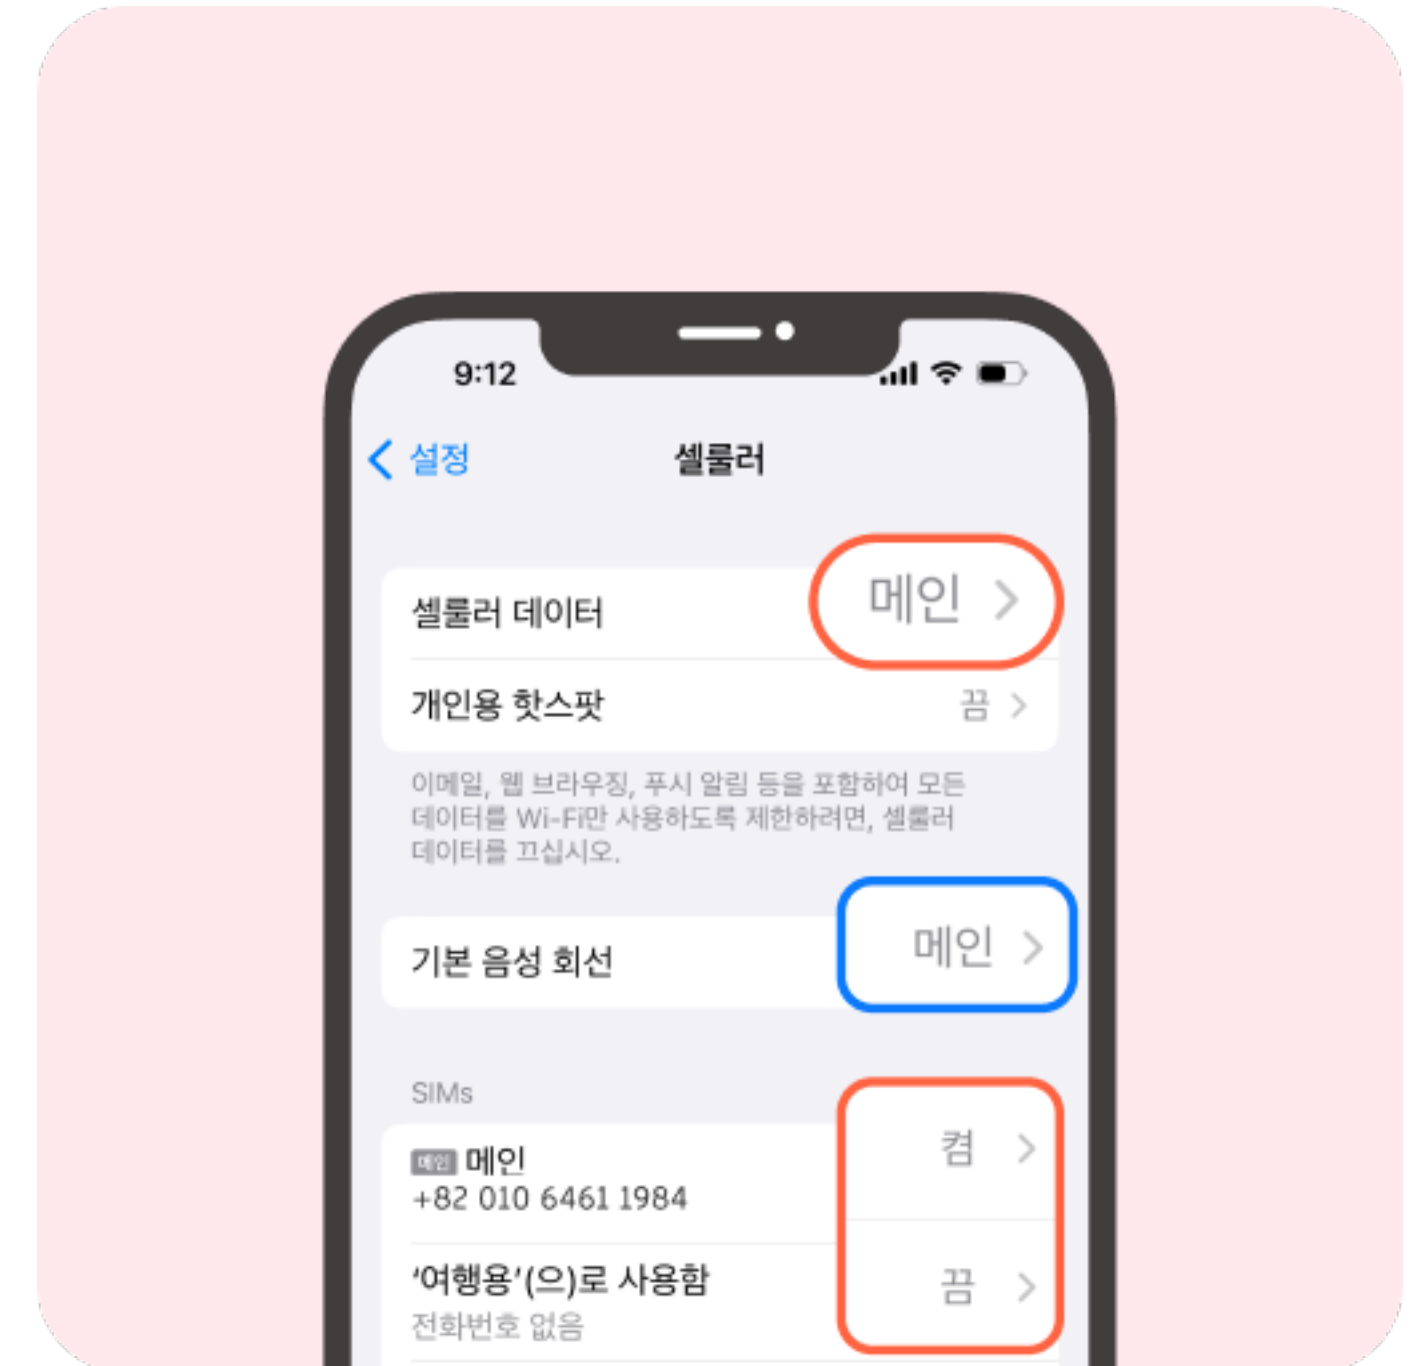 9:12
설정
셀룰러
셀룰러 데이터
메인
개인용 핫스팟
끔
이메일, 웹 브라우징, 푸시 알림 등을 포함하여 모든
데이터를 Wi-Fi만 사용하도록 제한하려면, 셀룰러
데이터를 끄십시오.
기본 음성 회선
메인
SIMs
메인 메인
켬
+82 010 6461 1984
'여행용'(으)로 사용함
끔
전화번호 없음